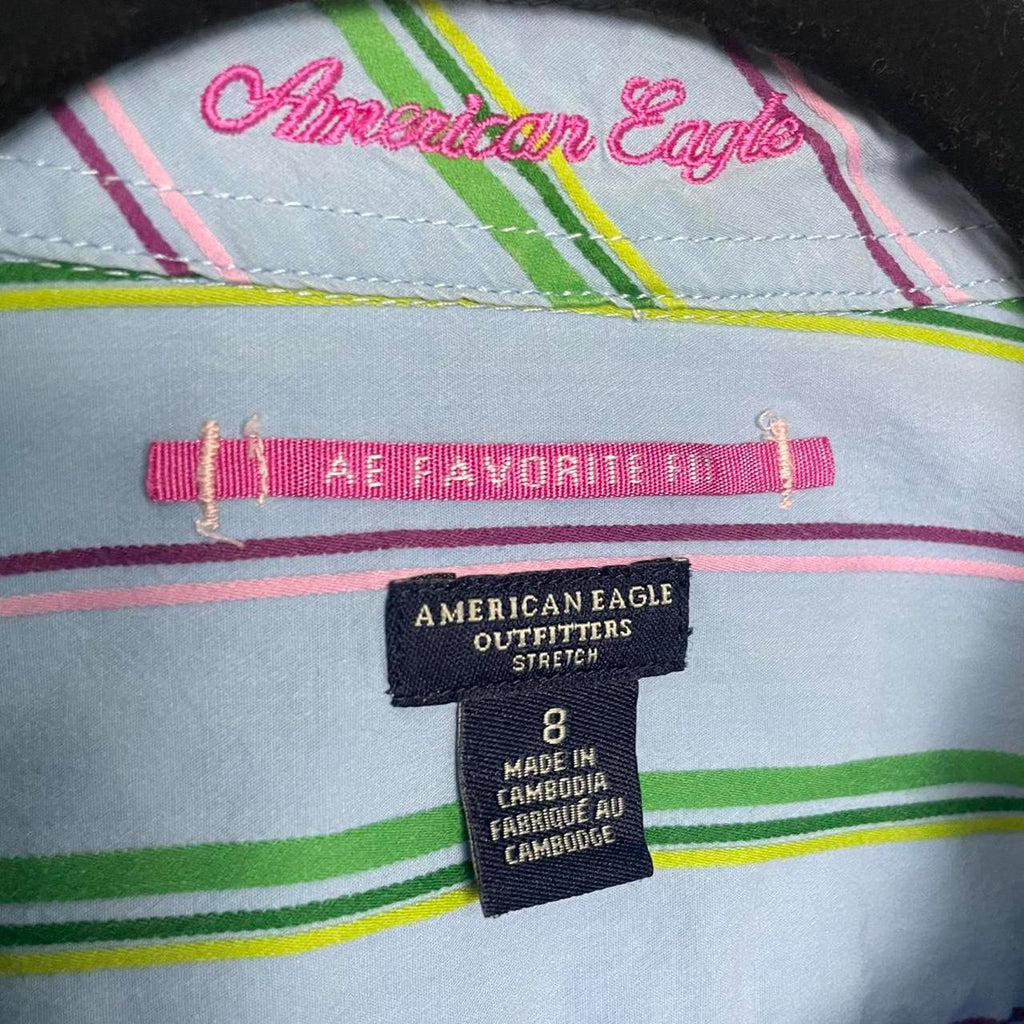 American Eagle
AE FAVORITE FIT
AMERICAN EAGLE
OUTFITTERS
STRETCH
8
MADE IN
CAMBODIA
FABRIQUÉ AU
CAMBODGE